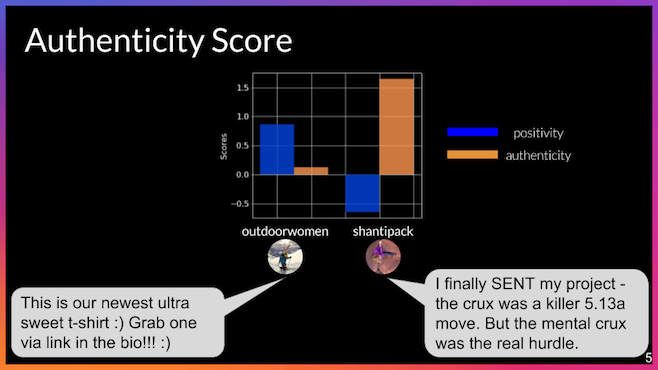 Authenticity Score
1.5
1.0
0.5
0.0
−0.5
Scores
positivity
authenticity
outdoorwomen
shantipack
This is our newest ultra
sweet t-shirt :) Grab one
via link in the bio!!! :)
I finally SENT my project -
the crux was a killer 5.13a
move. But the mental crux
was the real hurdle.
5